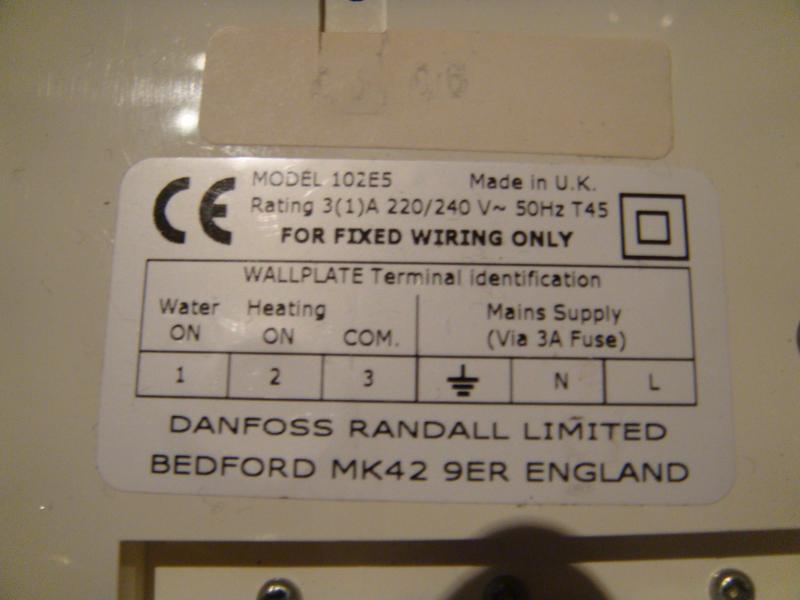 CE
MODEL 102E5 Made in U.K.
Rating 3(1)A 220/240 V~ 50Hz T45
FOR FIXED WIRING ONLY
WALLPLATE Terminal identification
Water Heating Mains Supply
ON ON COM. (Via 3A Fuse)
1 2 3 N L
DANFOSS RANDALL LIMITED
BEDFORD MK42 9ER ENGLAND